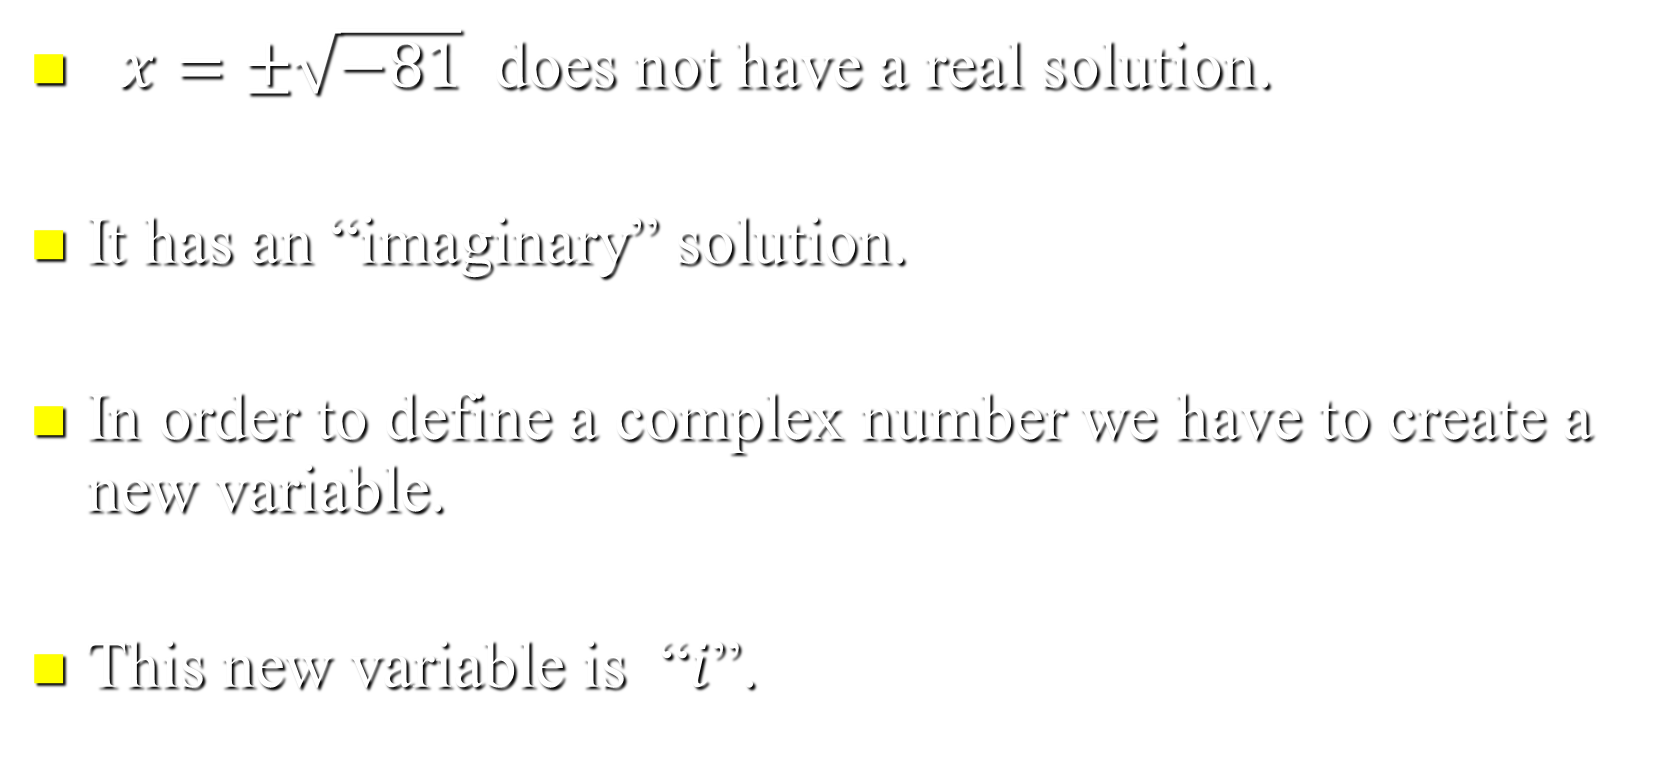 ■ x = ±√−81 does not have a real solution.
■ It has an “imaginary” solution.
■ In order to define a complex number we have to create a
new variable.
■ This new variable is “i”.